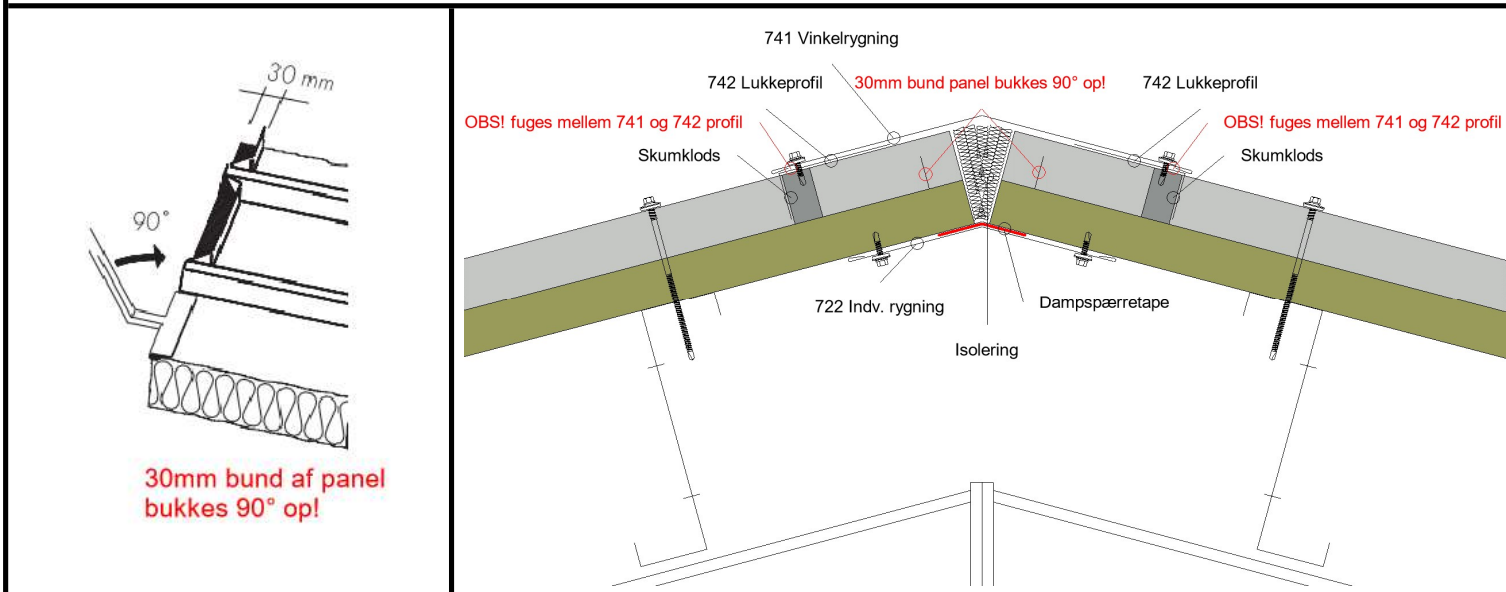 30 mm
90°
30mm bund af panel
bukkes 90° op!
741 Vinkelrygning
742 Lukkeprofil
30mm bund panel bukkes 90° op!
742 Lukkeprofil
OBS! fuges mellem 741 og 742 profil
OBS! fuges mellem 741 og 742 profil
Skumklods
Skumklods
722 Indv. rygning
Dampspærretape
Isolering